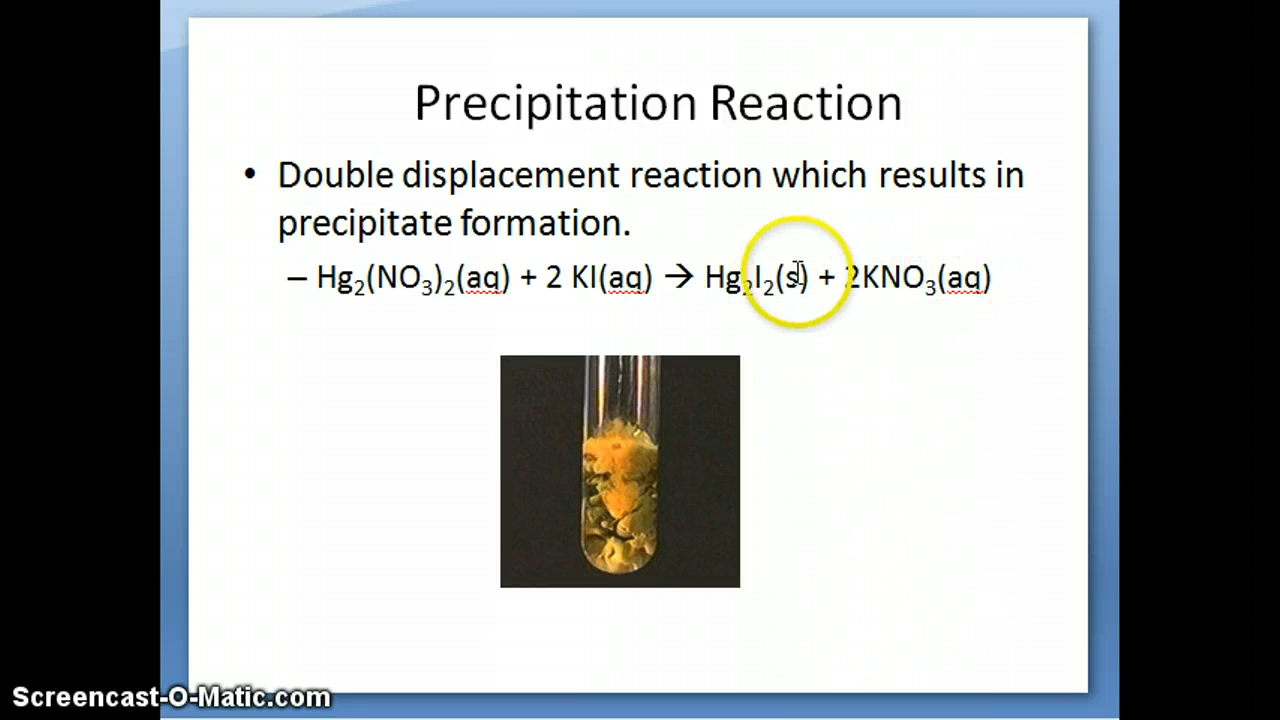 Precipitation Reaction
• Double displacement reaction which results in
precipitate formation.
– Hg₂(NO₃)₂(aq) + 2 KI(aq) → Hg₂I₂(s) + 2KNO₃(aq)
Screencast-O-Matic.com